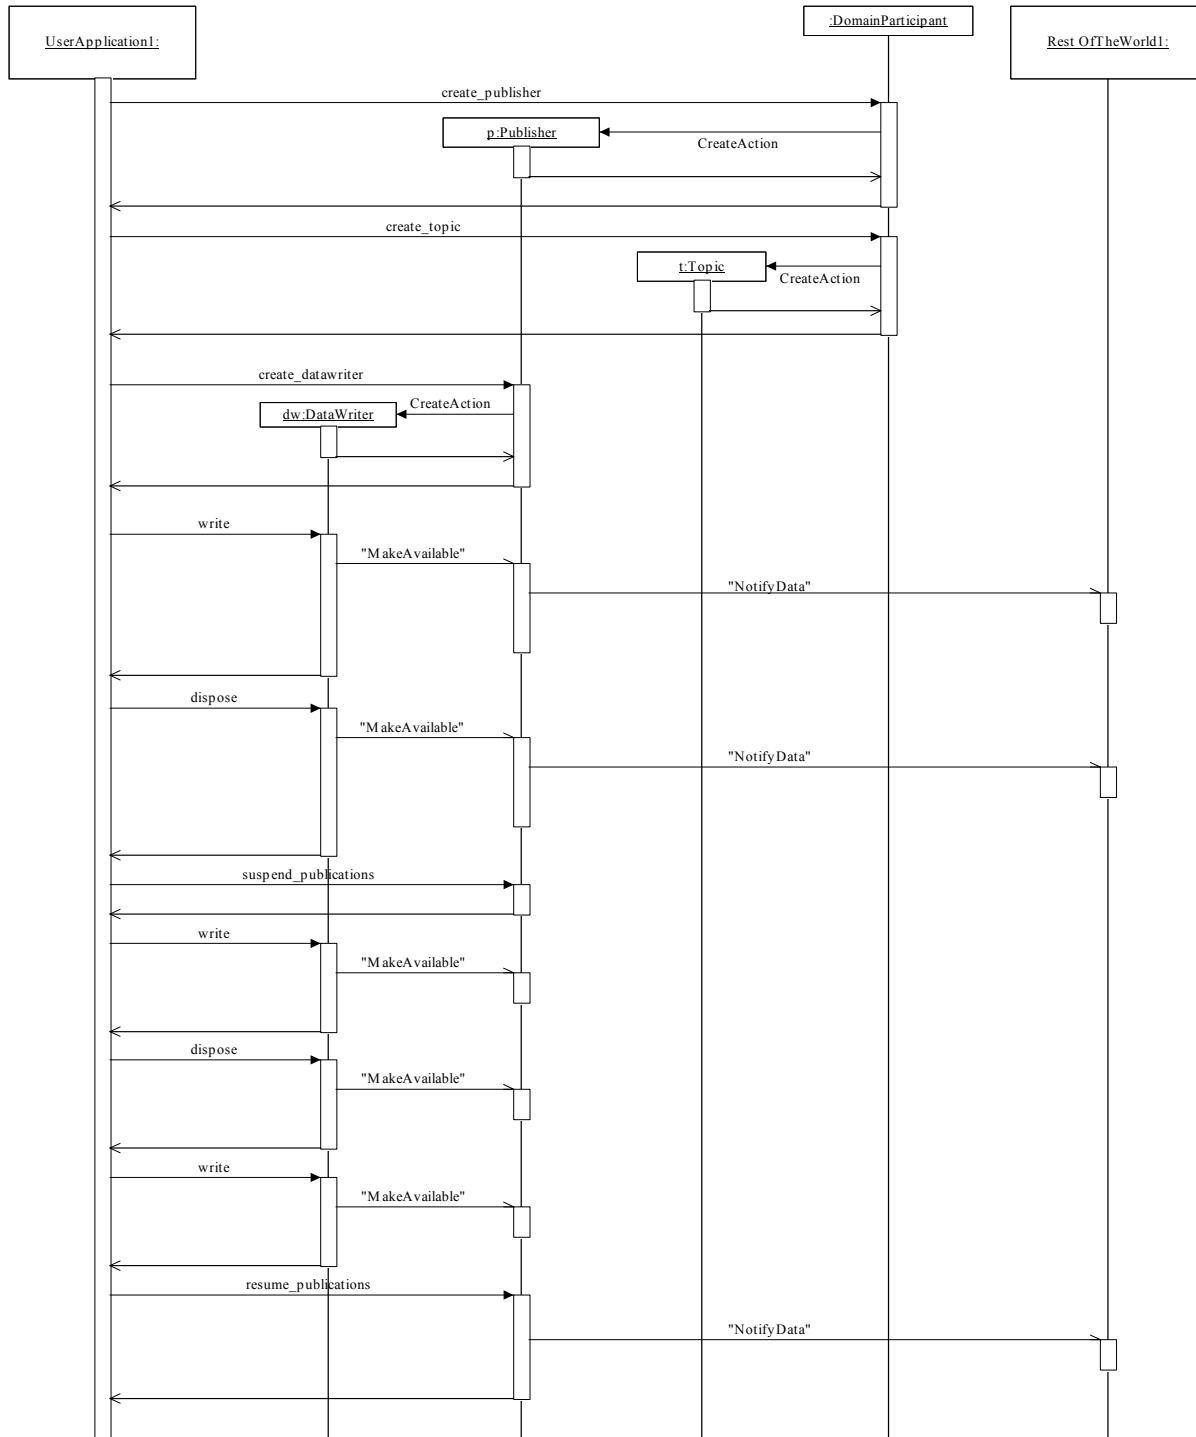 UserApplication1:
:DomainParticipant
Rest OfTheWorld1:
create_publisher
p:Publisher
CreateAction
create_topic
t:Topic
CreateAction
create_datawriter
CreateAction
dw:DataWriter
write
"MakeAvailable"
"NotifyData"
dispose
"MakeAvailable"
"NotifyData"
suspend_publications
write
"MakeAvailable"
dispose
"MakeAvailable"
write
"MakeAvailable"
resume_publications
"NotifyData"